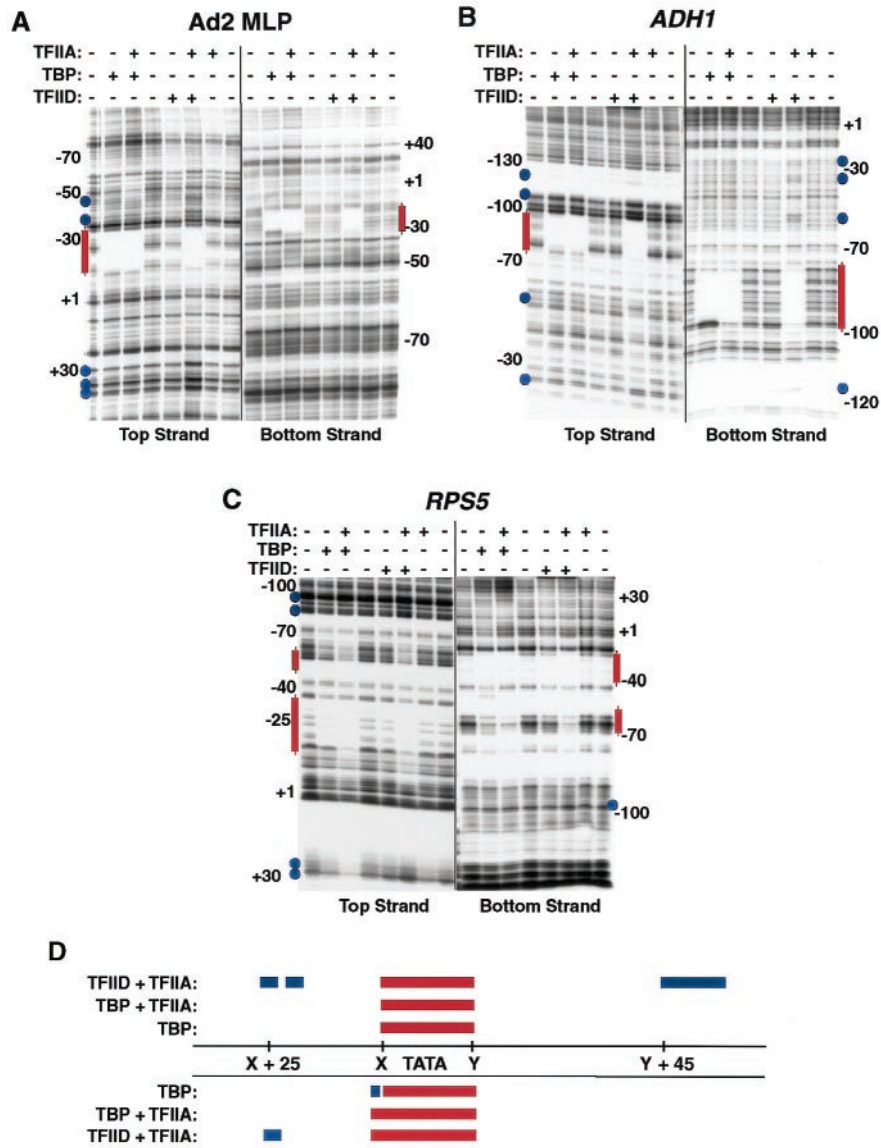 A
Ad2 MLP
TFIIA: - - + - - + + - - - + - - + + -
TBP: - + + - - - - - - + + - - - - -
TFIID: - - - - + + - - - - - - + + - -
-70
-50
-30
+1
+30
+40
+1
-30
-50
-70
Top Strand
Bottom Strand
B
ADH1
TFIIA: - - + - - + + - - - + - - + + -
TBP: - + + - - - - - - + + - - - - -
TFIID: - - - - + + - - - - - - + + - -
-130
-100
-70
-30
+1
-30
-70
-100
-120
Top Strand
Bottom Strand
C
RPS5
TFIIA: - - + - - + + - - - + - - + + -
TBP: - + + - - - - - - + + - - - - -
TFIID: - - - - + + - - - - - - + + - -
-100
-70
-40
-25
+1
+30
+30
+1
-40
-70
-100
Top Strand
Bottom Strand
D
TFIID + TFIIA:
TBP + TFIIA:
TBP:
X + 25 X TATA Y Y + 45
TBP:
TBP + TFIIA:
TFIID + TFIIA: